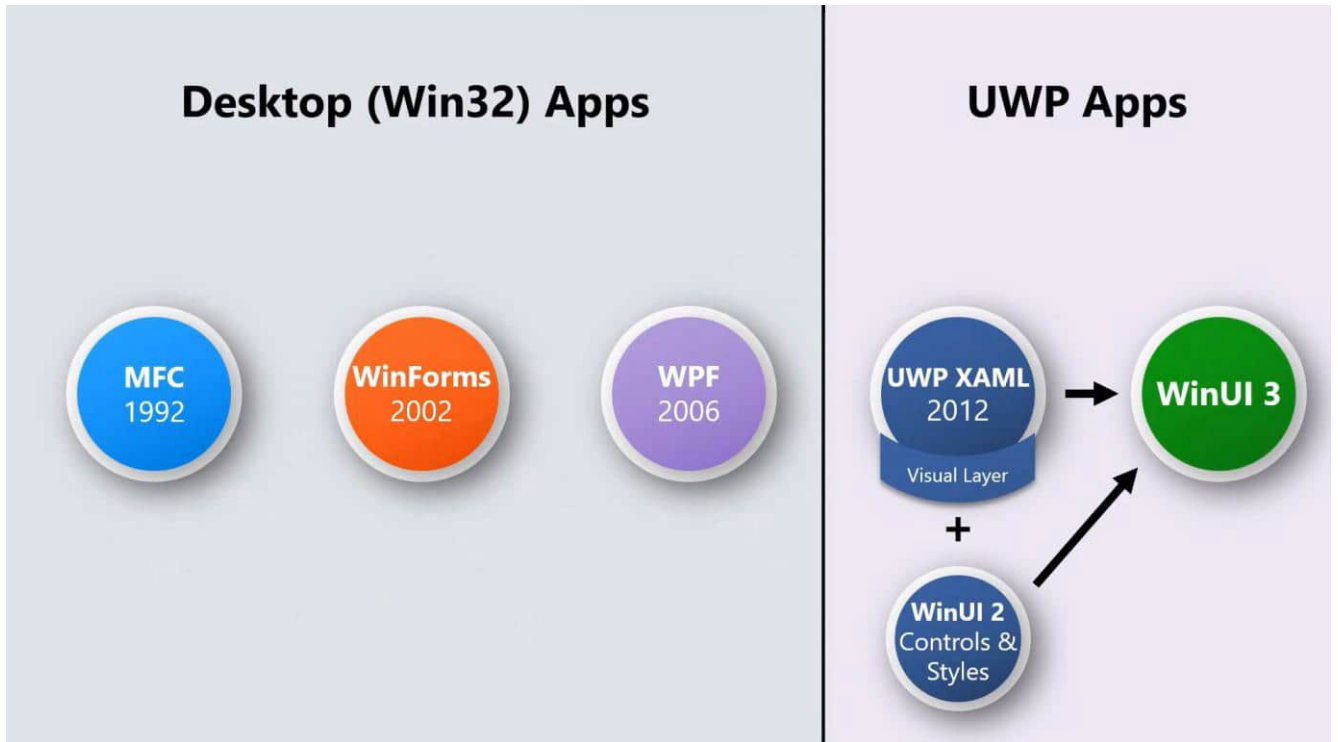 Desktop (Win32) Apps
UWP Apps
MFC
1992
WinForms
2002
WPF
2006
UWP XAML
2012
Visual Layer
WinUI 3
+
WinUI 2
Controls &
Styles